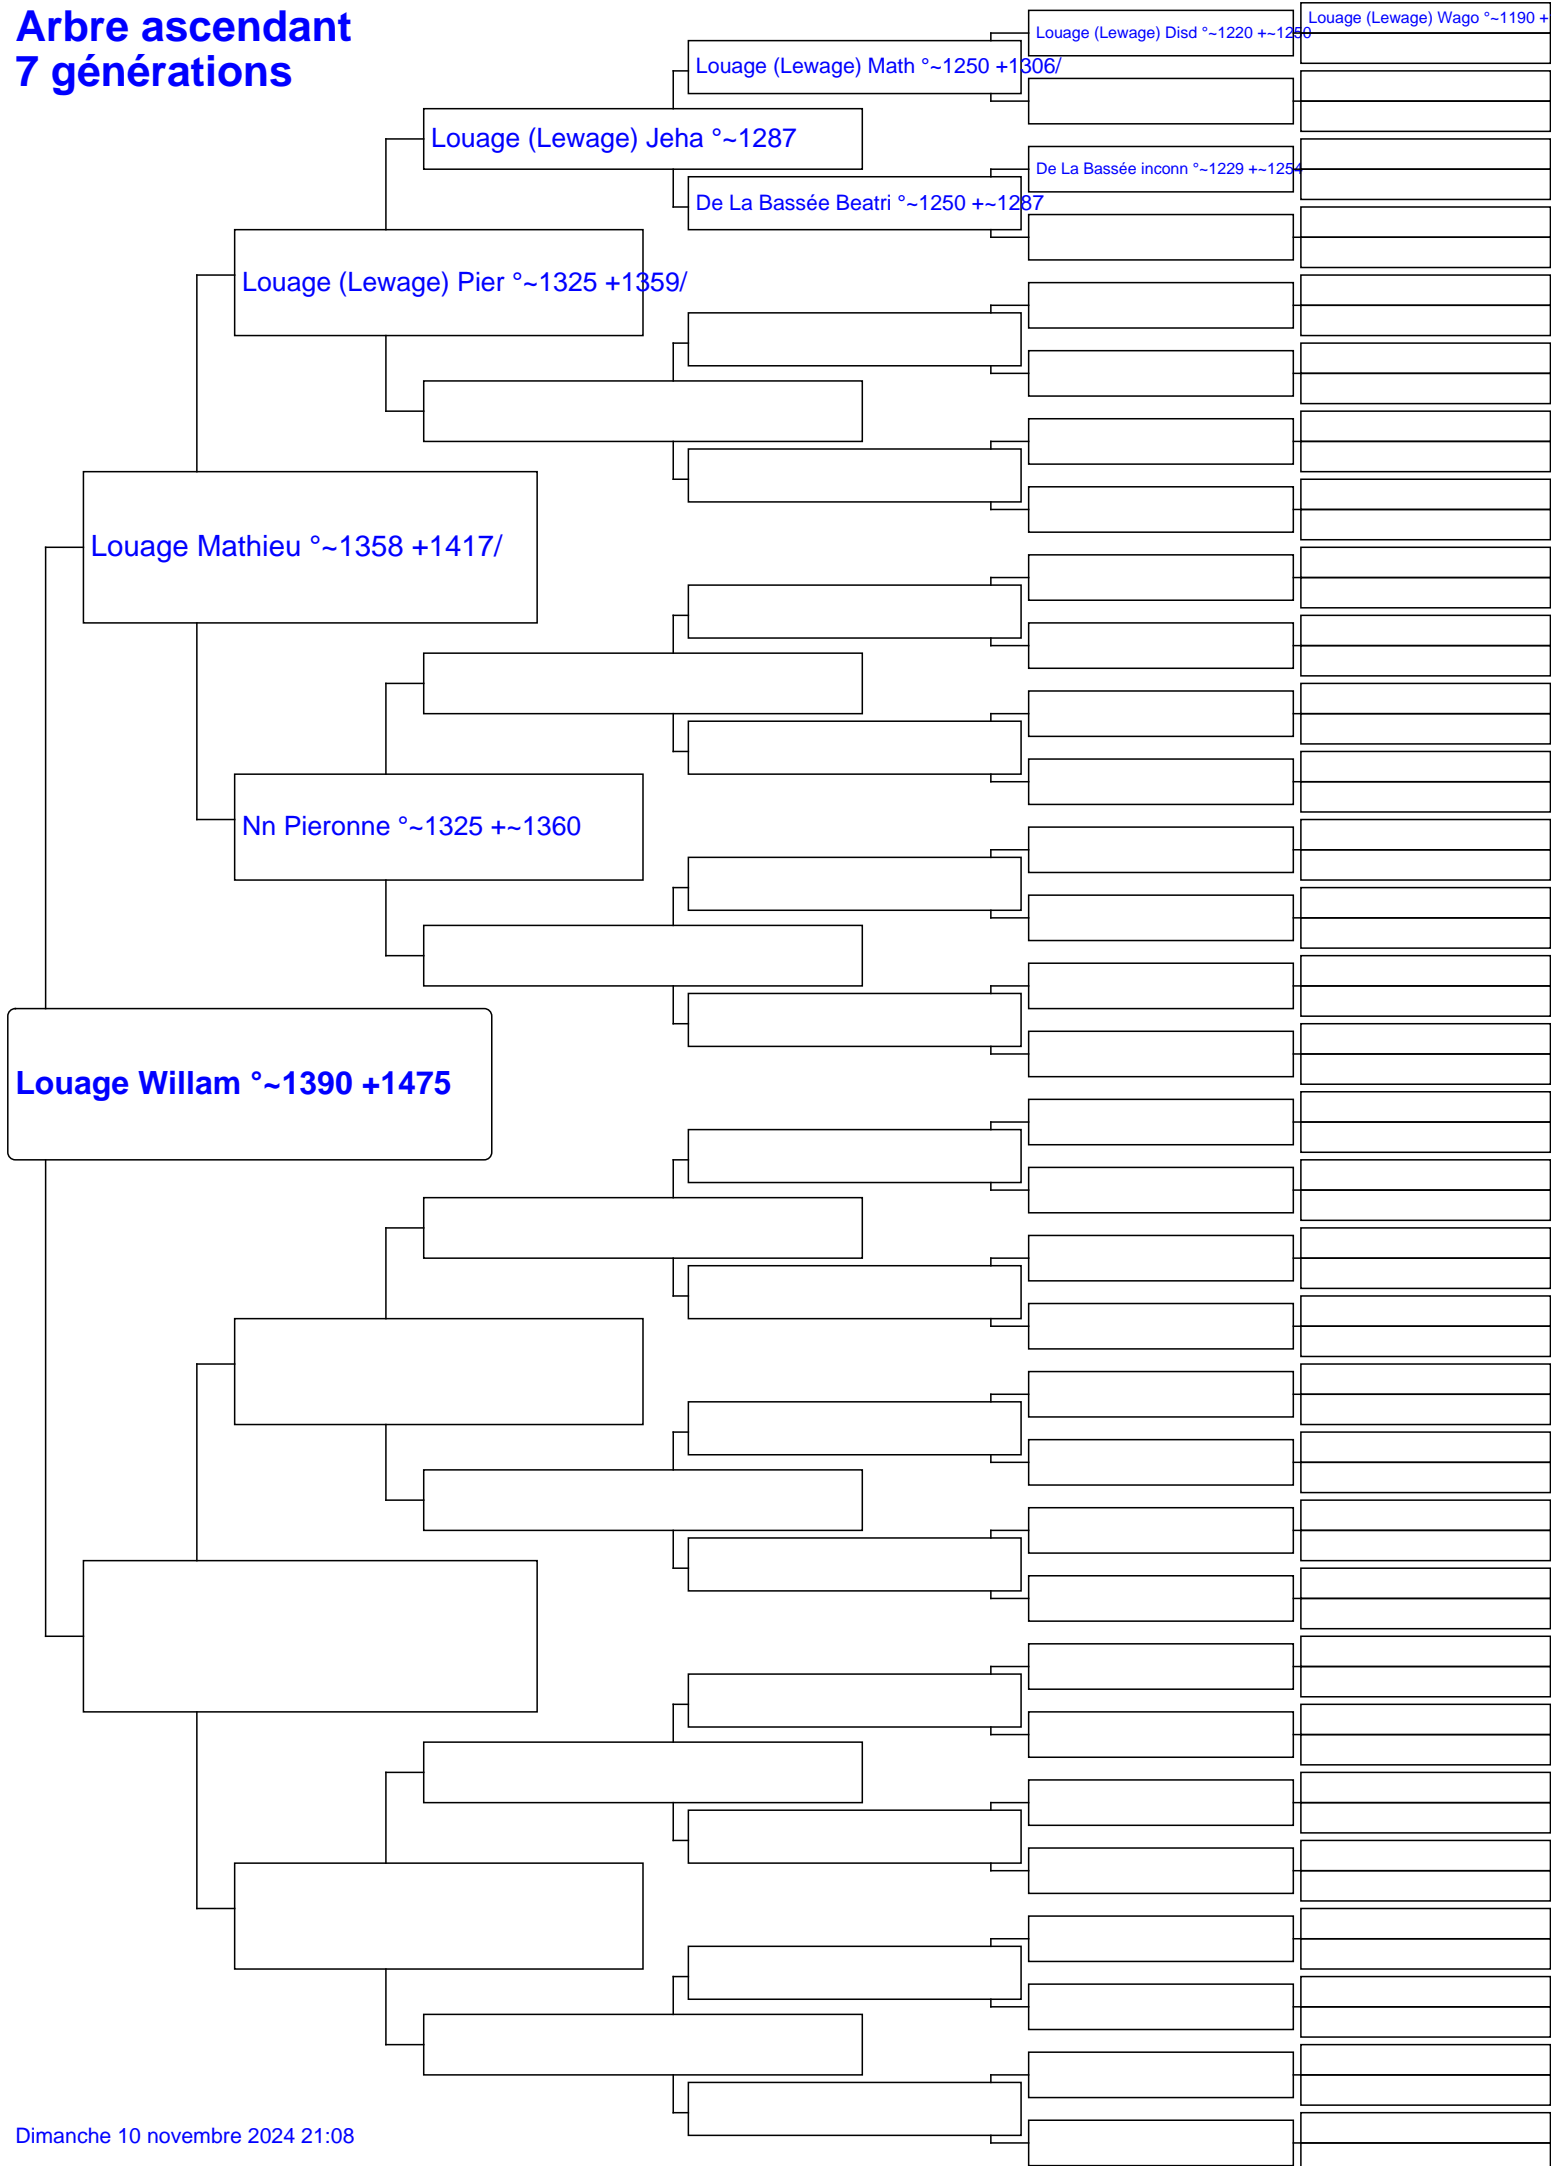 Arbre ascendant
7 générations
Louage (Lewage) Wago °~1190 +
Louage (Lewage) Disd °~1220 +~1250
Louage (Lewage) Math °~1250 +1306/
Louage (Lewage) Jeha °~1287
De La Bassée inconn °~1229 +~1254
De La Bassée Beatri °~1250 +~1287
Louage (Lewage) Pier °~1325 +1359/
Louage Mathieu °~1358 +1417/
Nn Pieronne °~1325 +~1360
Louage Willam °~1390 +1475
Dimanche 10 novembre 2024 21:08